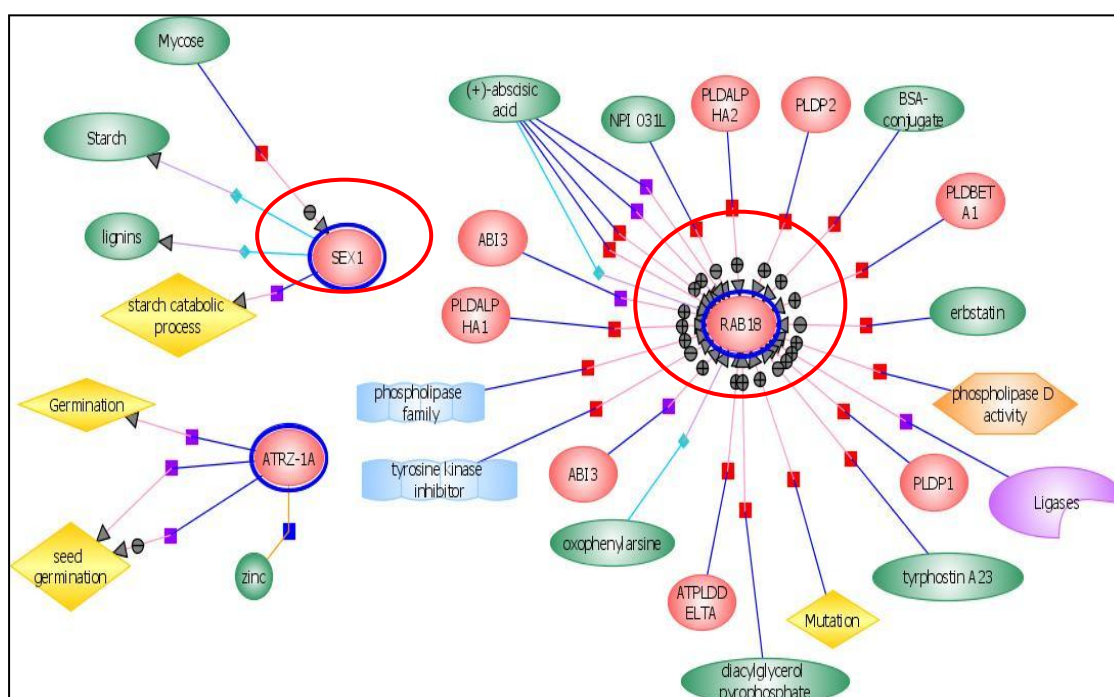 Mycose
Starch
lignins
SEX1
starch catabolic
process
Germination
ATRZ-1A
seed
germination
zinc
(+)-abscisic
acid
NPI 031L
PLDALP
HA2
PLDP2
BSA-
conjugate
PLDBET
A1
ABI3
PLDALP
HA1
RAB18
erbstatin
phospholipase
family
phospholipase D
activity
tyrosine kinase
inhibitor
ABI3
PLDP1
Ligases
oxophenylarsine
tyrphostin A23
ATPLDD
ELTA
Mutation
diacylglycerol
pyrophosphate